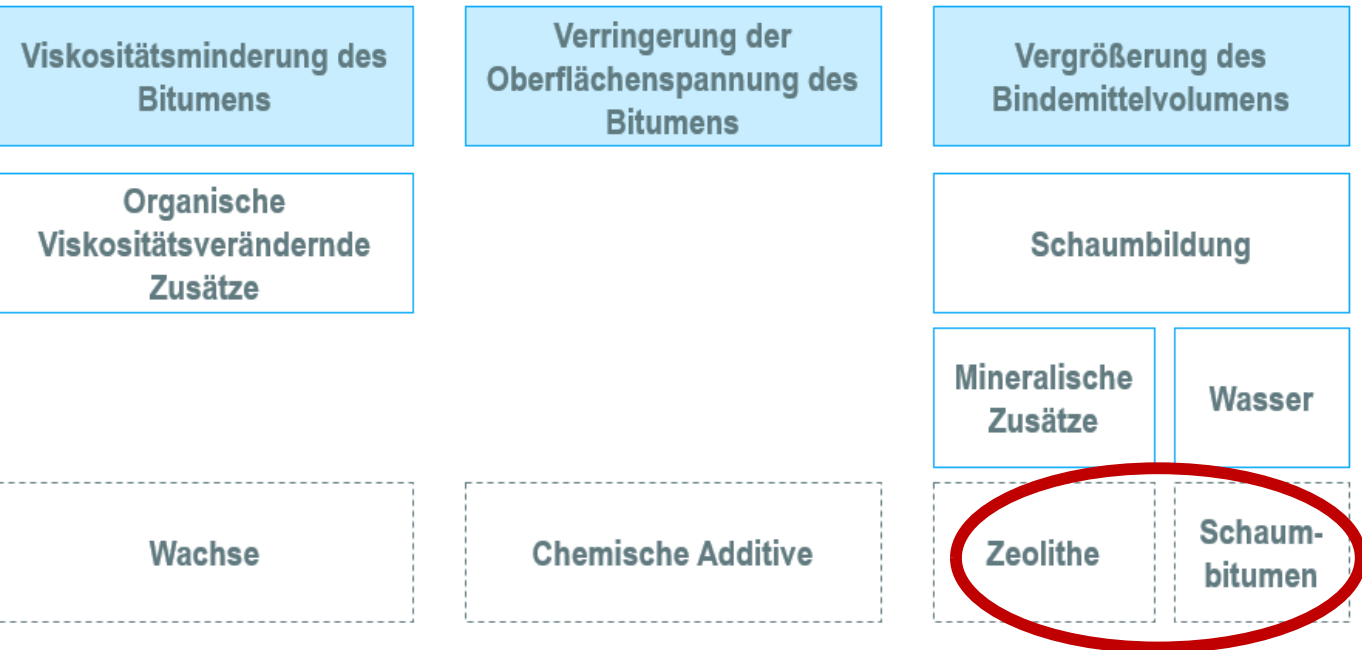 Viskositätsminderung des
Bitumens
Verringerung der
Oberflächenspannung des
Bitumens
Vergrößerung des
Bindemittelvolumens
Organische
Viskositätsverändernde
Zusätze
Schaumbildung
Mineralische
Zusätze
Wasser
Wachse
Chemische Additive
Zeolithe
Schaum-
bitumen